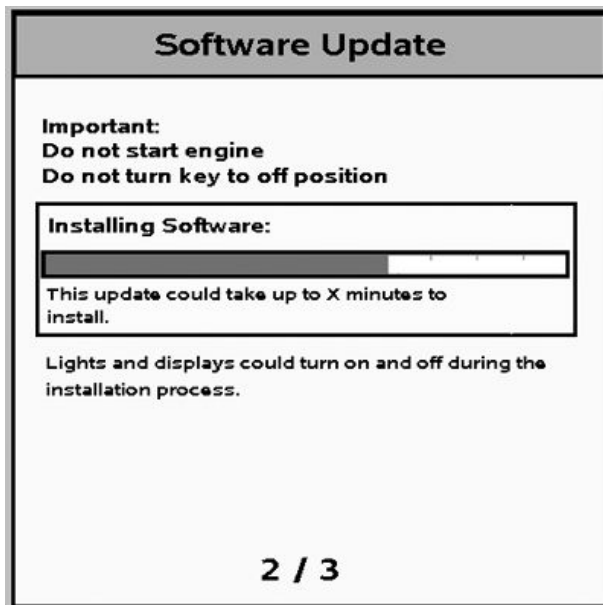 Software Update
Important:
Do not start engine
Do not turn key to off position
Installing Software:
This update could take up to X minutes to
install.
Lights and displays could turn on and off during the
installation process.
2 / 3